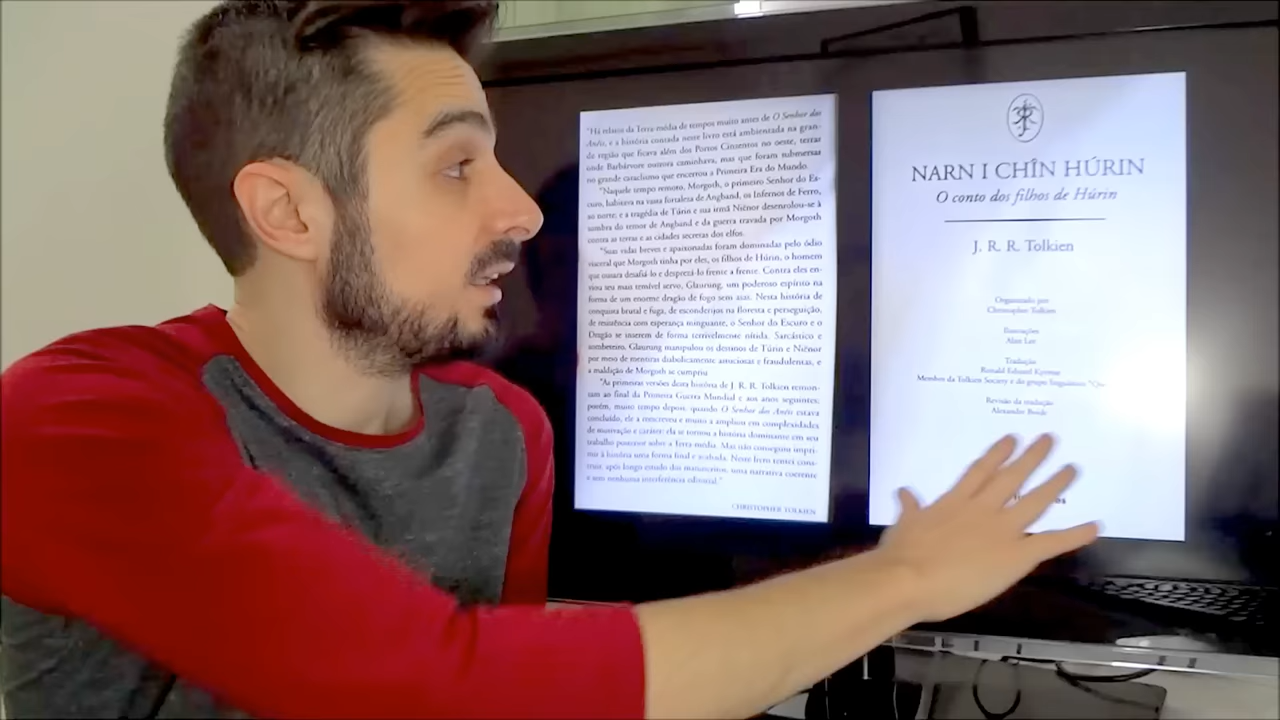 "Há relatos da Terra-média de tempos muito antes de O Senhor dos
Anéis, e a história contada neste livro está ambientada na gran-
de região que ficava além dos Portos Cinzentos no oeste, terras
onde Barbárvore outrora caminhava, mas que foram submersas
no grande cataclismo que encerrou a Primeira Era do Mundo.
"Naquele tempo remoto, Morgoth, o primeiro Senhor do Es-
curo, habitava na vasta fortaleza de Angband, os Infernos de Ferro,
ao norte; e a tragédia de Túrin e sua irmã Niënor desenrolou-se à
sombra do temor de Angband e da guerra travada por Morgoth
contra as terras e as cidades secretas dos elfos.
"Suas vidas breves e apaixonadas foram dominadas pelo ódio
visceral que Morgoth tinha por eles, os filhos de Húrin, o homem
que ousara desafiá-lo e desprezá-lo frente a frente. Contra eles en-
viou seu mais temível servo, Glaurung, um poderoso espírito na
forma de um enorme dragão de fogo sem asas. Nesta história de
conquista brutal e fuga, de esconderijos na floresta e perseguição,
de resistência com esperança minguante, o Senhor do Escuro e o
Dragão se inserem de forma terrivelmente nítida. Sarcástico e
zombeteiro, Glaurung manipulou os destinos de Túrin e Niënor
por meio de mentiras diabolicamente astuciosas e fraudulentas, e
a maldição de Morgoth se cumpriu
"As primeiras versões desta história de J. R. R. Tolkien remon-
tam ao final da Primeira Guerra Mundial e aos anos seguintes;
porém, muito tempo depois, quando O Senhor dos Anéis estava
concluído, ele a reescreveu e muito a ampliou em complexidades
de motivação e caráter: ela se tornou a história dominante em seu
trabalho posterior sobre a Terra-média. Mas não conseguiu impri-
mir à história uma forma final e acabada. Neste livro tentei cons-
truir, após longo estudo dos manuscritos, uma narrativa coerente
e sem nenhuma interferência editorial."
CHRISTOPHER TOLKIEN
NARN I CHÎN HÚRIN
O conto dos filhos de Húrin
J. R. R. Tolkien
Organizado por
Christopher Tolkien
Ilustrações
Alan Lee
Tradução
Ronald Eduard Kyrmse
Membro da Tolkien Society e do grupo linguístico
Revisão da tradução
Alexandre